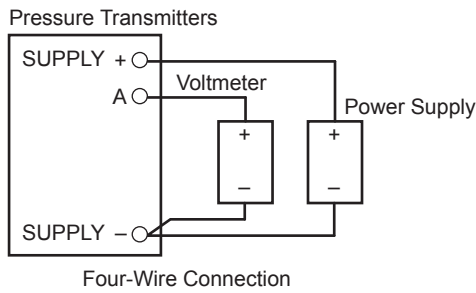 Pressure Transmitters
SUPPLY +
A
Voltmeter
Power Supply
+
+
–
–
SUPPLY –
Four-Wire Connection